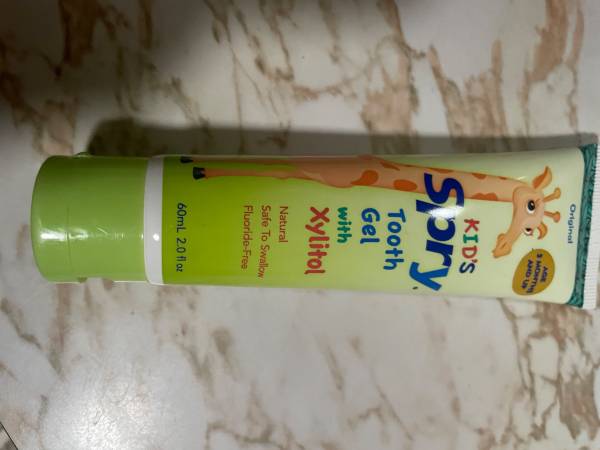 Original
AGE
3 MONTHS
AND UP
KID'S
Spry
Tooth
Gel
with
Xylitol
Natural
Safe To Swallow
Fluoride-Free
60mL 2.0 fl oz